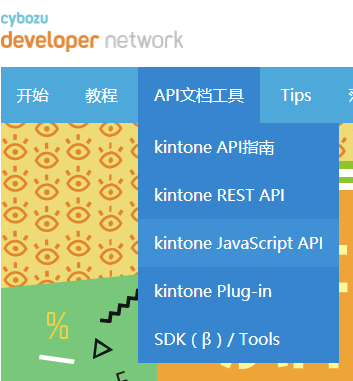 cybozu
developer network
开始
教程
API文档工具
Tips
kintone API指南
kintone REST API
kintone JavaScript API
kintone Plug-in
SDK ( β ) / Tools
%